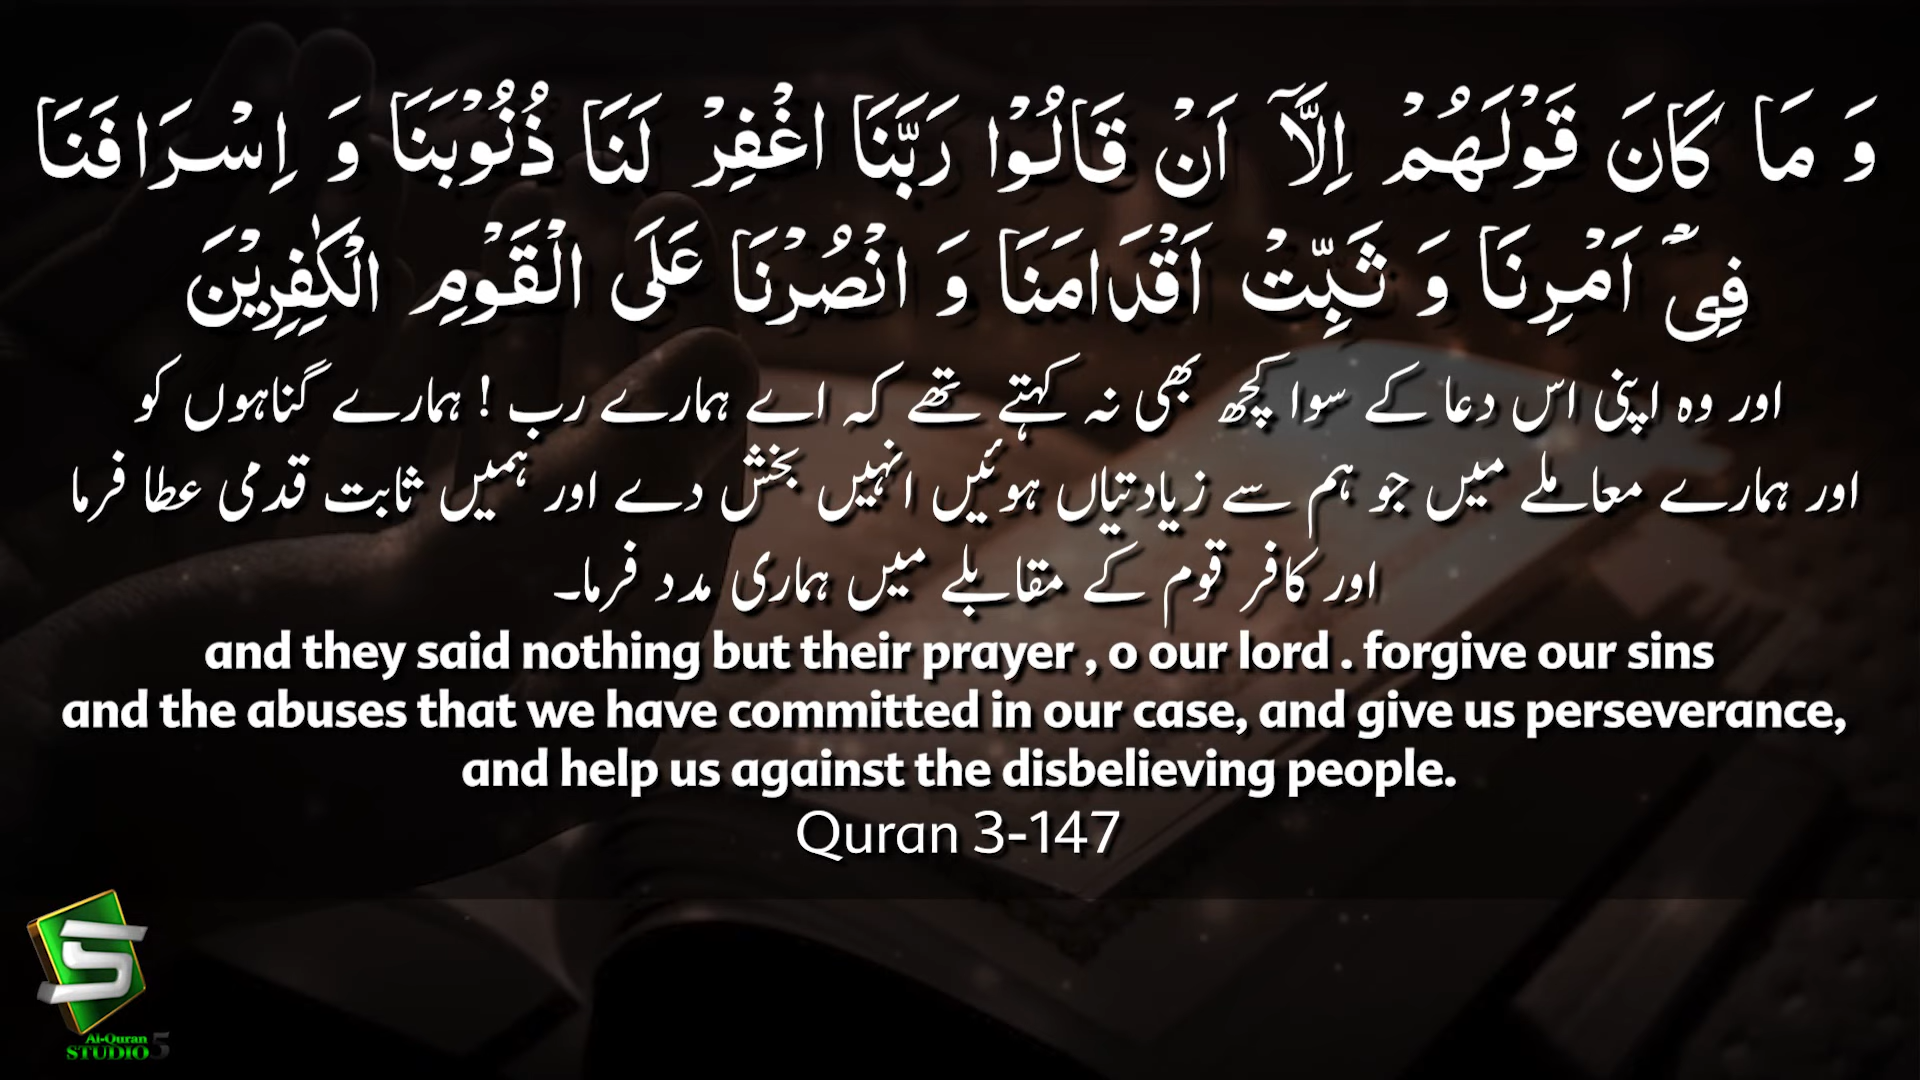 وَ مَا كَانَ قَوْلَهُمْ اِلَّاۤ اَنْ قَالُوْا رَبَّنَا اغْفِرْ لَنَا ذُنُوْبَنَا وَ اِسْرَافَنَا
فِیْۤ اَمْرِنَا وَ ثَبِّتْ اَقْدَامَنَا وَ انْصُرْنَا عَلَى الْقَوْمِ الْكٰفِرِیْنَ
اور وہ اپنی اس دعا کے سوا کچھ بھی نہ کہتے تھے کہ اے ہمارے رب ! ہمارے گناہوں کو
اور ہمارے معاملے میں جو ہم سے زیادتیاں ہوئیں انہیں بخش دے اور ہمیں ثابت قدمی عطا فرما
اور کافر قوم کے مقابلے میں ہماری مدد فرما۔
and they said nothing but their prayer , o our lord . forgive our sins
and the abuses that we have committed in our case, and give us perseverance,
and help us against the disbelieving people.
Quran 3-147
S
Al-Quran
STUDIO5